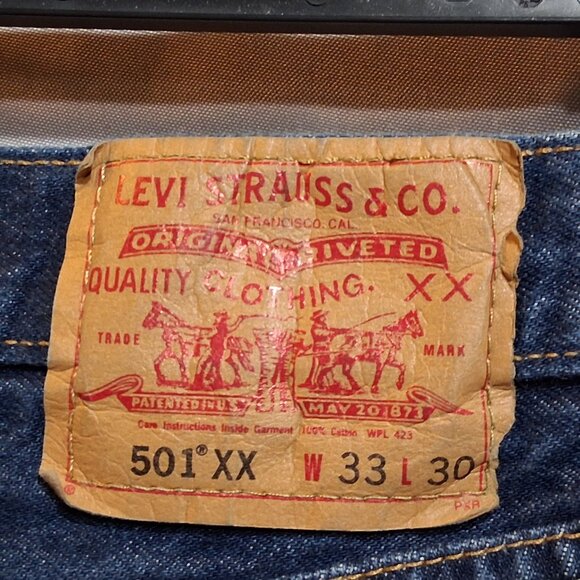 LEVI STRAUSS & CO.
SAN FRANCISCO, CAL.
ORIGINAL RIVETED
QUALITY CLOTHING. XX
TRADE MARK
PATENTED IN U.S. MAY 20 1873
Care Instructions Inside Garment 100% Cotton WPL 423
501® XX W 33 L 30
®